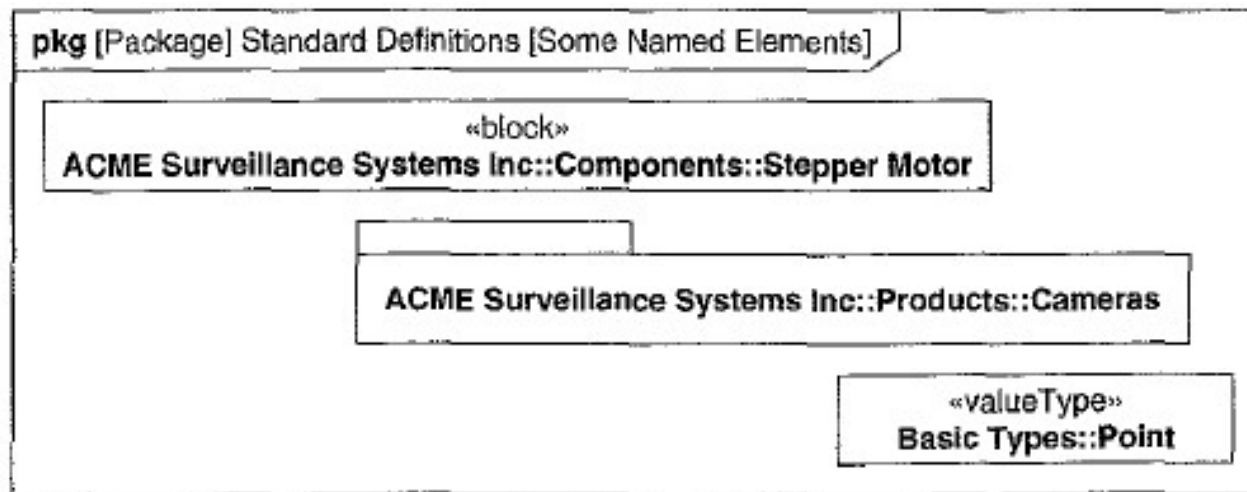 pkg [Package] Standard Definitions [Some Named Elements]
«block»
ACME Surveillance Systems Inc::Components::Stepper Motor
ACME Surveillance Systems Inc::Products::Cameras
«valueType»
Basic Types::Point